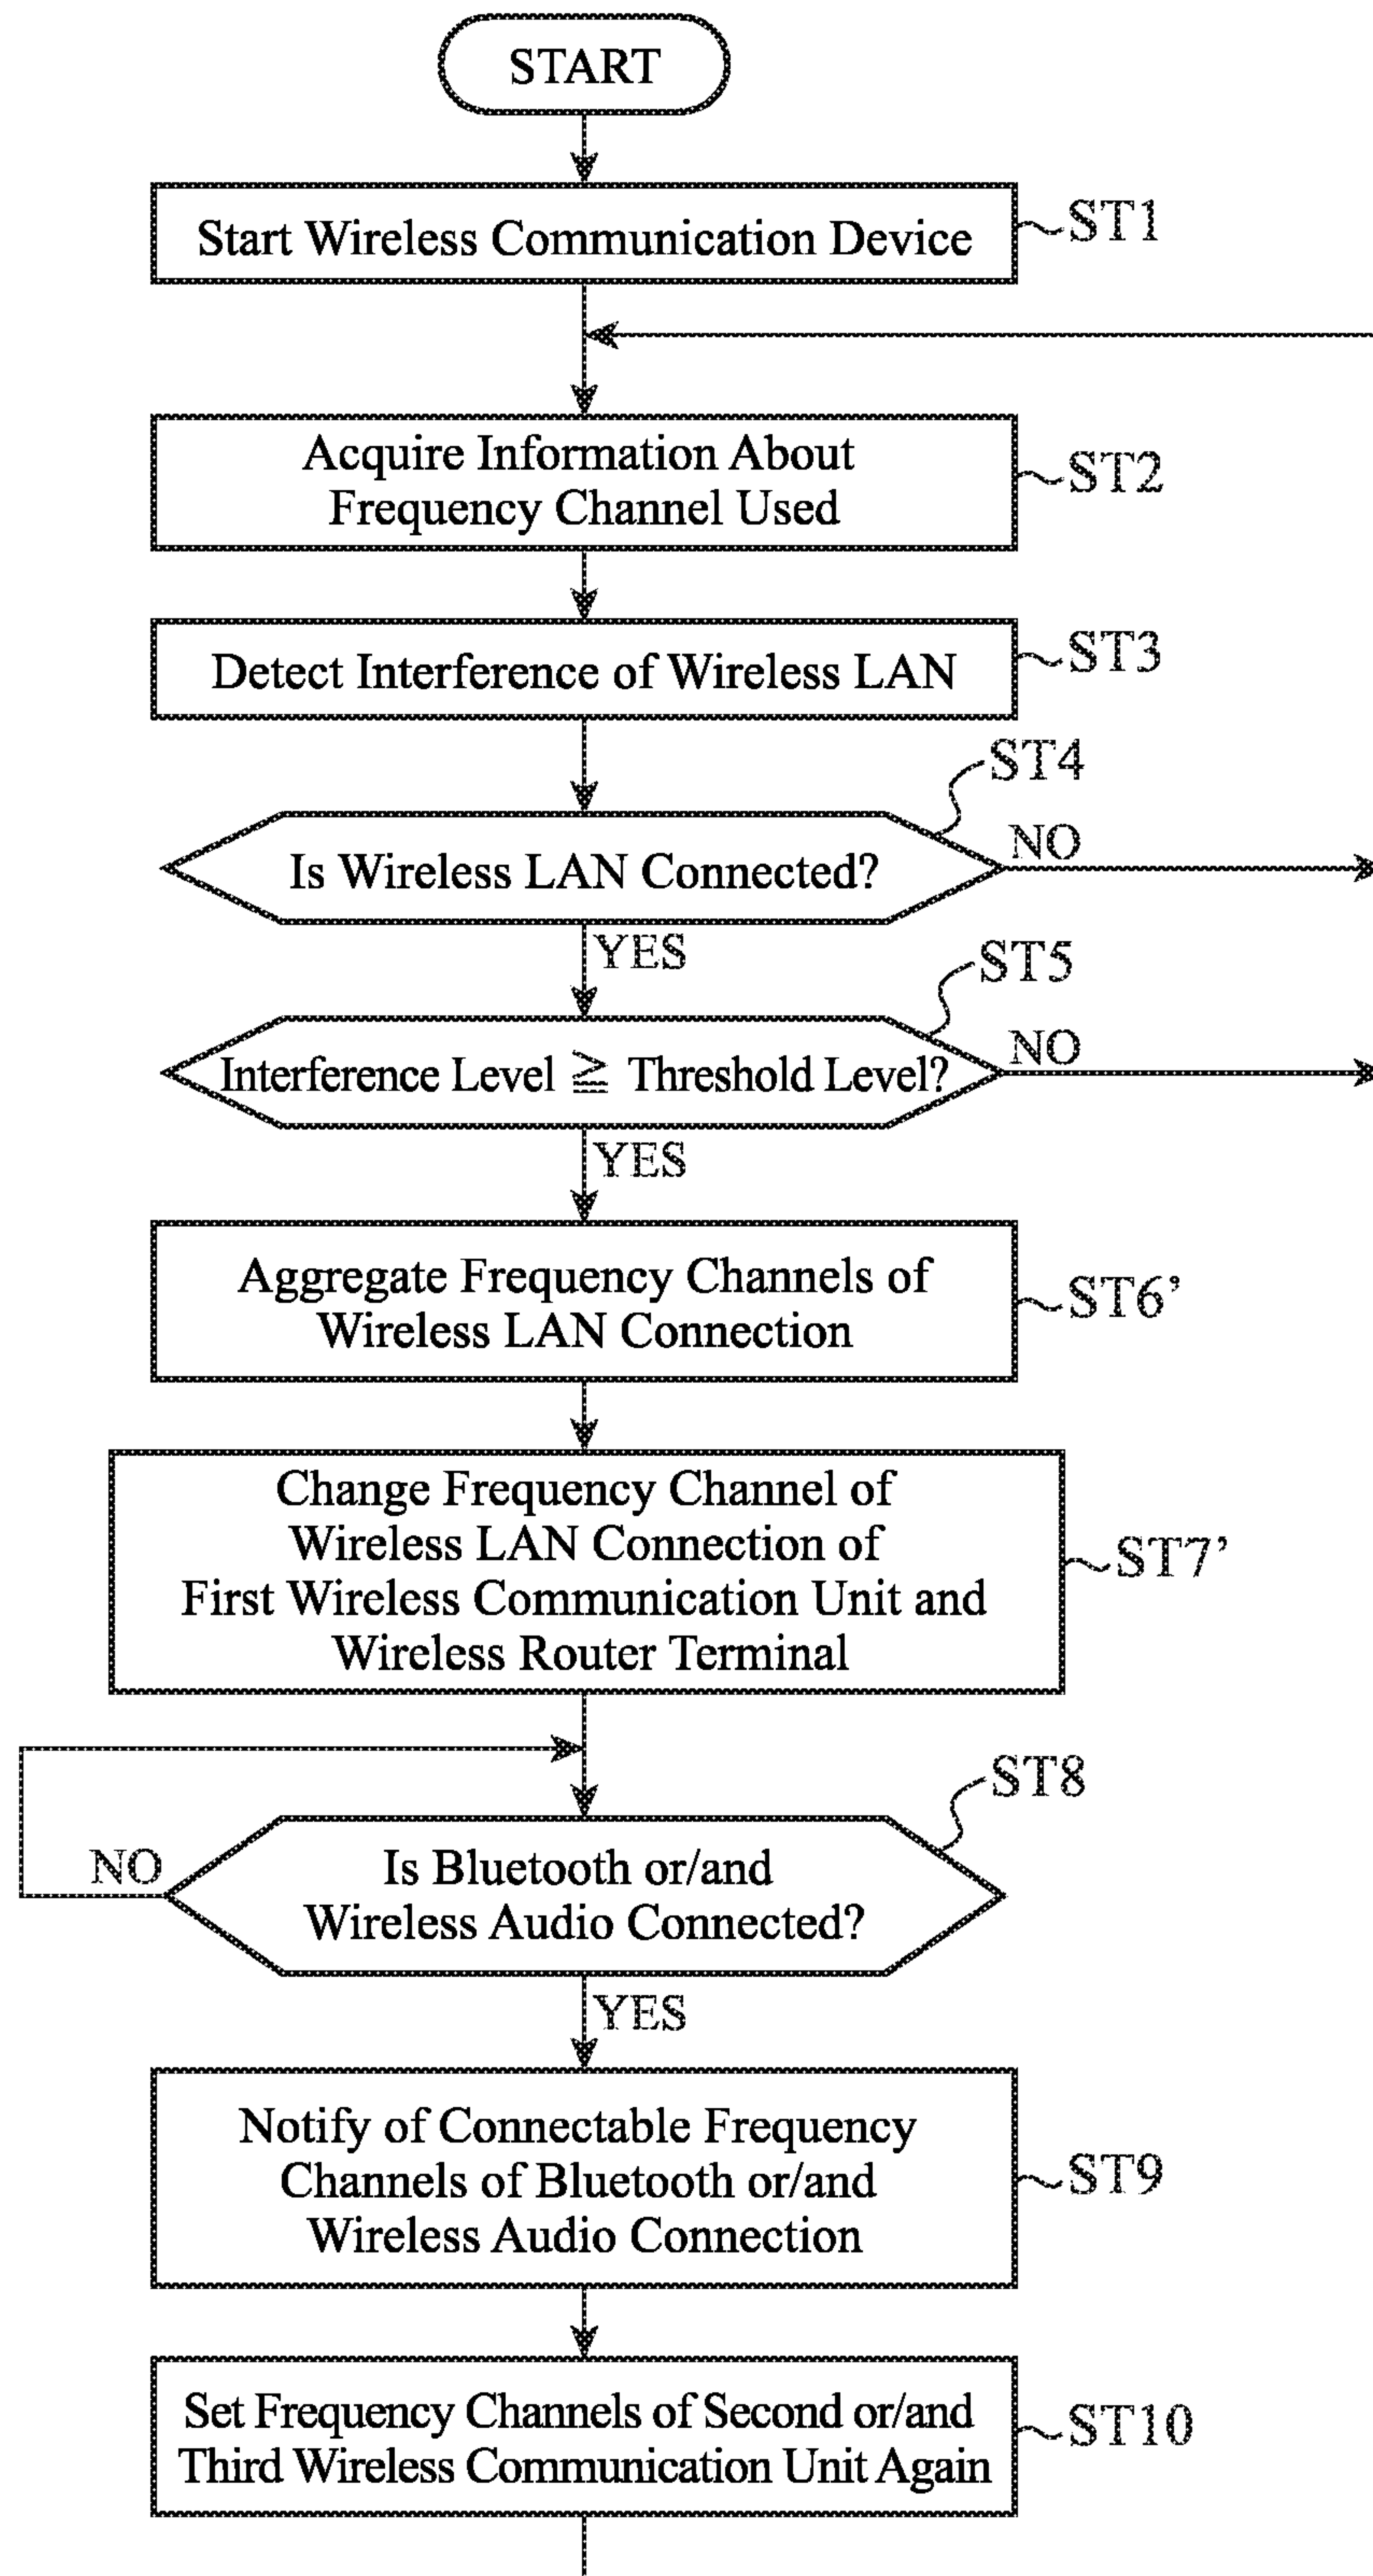 START
Start Wireless Communication Device
ST1
Acquire Information About
Frequency Channel Used
ST2
Detect Interference of Wireless LAN
ST3
ST4
Is Wireless LAN Connected?
NO
YES
ST5
Interference Level ≧ Threshold Level?
NO
YES
Aggregate Frequency Channels of
Wireless LAN Connection
ST6’
Change Frequency Channel of
Wireless LAN Connection of
First Wireless Communication Unit and
Wireless Router Terminal
ST7’
ST8
NO
Is Bluetooth or/and
Wireless Audio Connected?
YES
Notify of Connectable Frequency
Channels of Bluetooth or/and
Wireless Audio Connection
ST9
Set Frequency Channels of Second or/and
Third Wireless Communication Unit Again
ST10